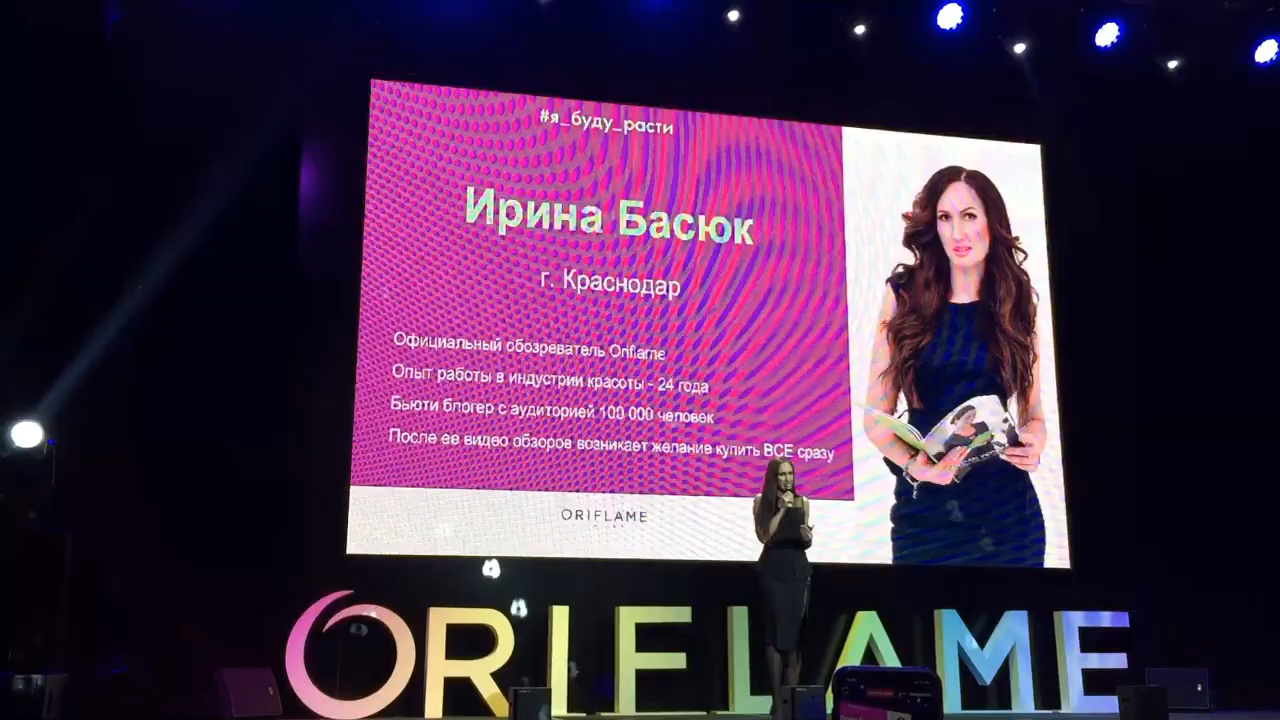 #я_буду_расти
Ирина Басюк
г. Краснодар
Официальный обозреватель Oriflame
Опыт работы в индустрии красоты - 24 года
Бьюти блогер с аудиторией 100 000 человек
После ее видео обзоров возникает желание купить ВСЕ сразу
ORIFLAME
ORIFLAME